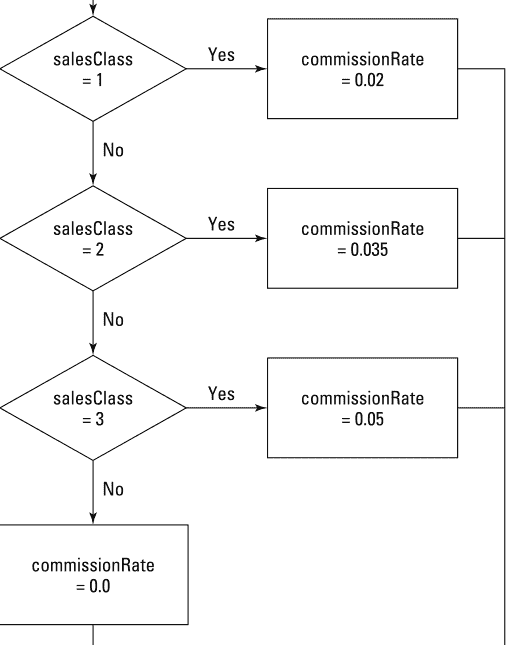 salesClass
= 1
Yes
commissionRate
= 0.02
No
salesClass
= 2
Yes
commissionRate
= 0.035
No
salesClass
= 3
Yes
commissionRate
= 0.05
No
commissionRate
= 0.0